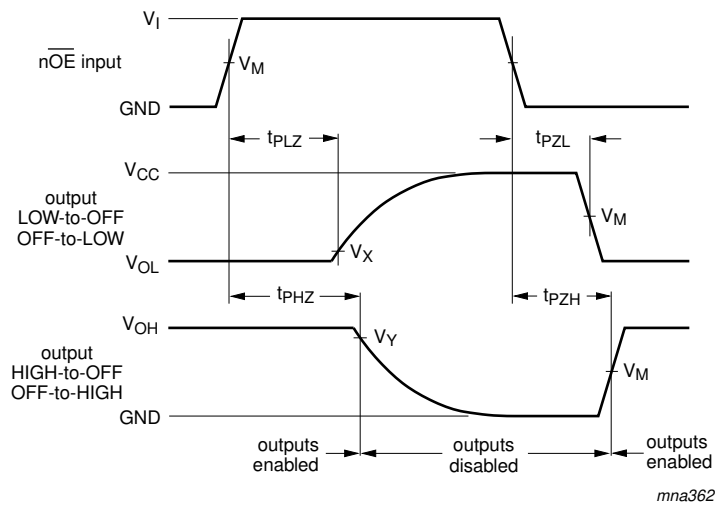 V_I
nOE input
V_M
GND
t_PLZ
t_PZL
V_CC
output
LOW-to-OFF
OFF-to-LOW
V_M
V_X
V_OL
t_PHZ
t_PZH
V_OH
V_Y
output
HIGH-to-OFF
OFF-to-HIGH
V_M
GND
outputs
enabled
outputs
disabled
outputs
enabled
mna362